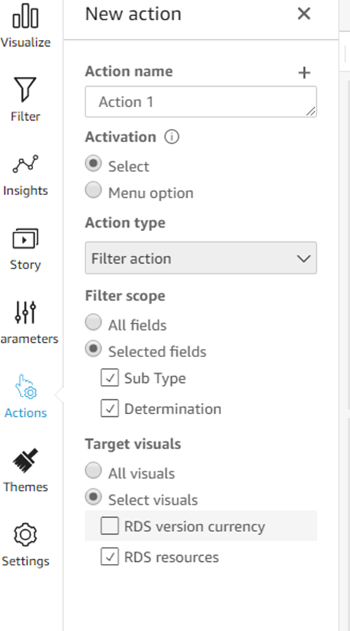 New action
Visualize
Filter
Insights
Story
arameters
Actions
Themes
Settings
Action name
Action 1
Activation
Select
Menu option
Action type
Filter action
Filter scope
All fields
Selected fields
Sub Type
Determination
Target visuals
All visuals
Select visuals
RDS version currency
RDS resources